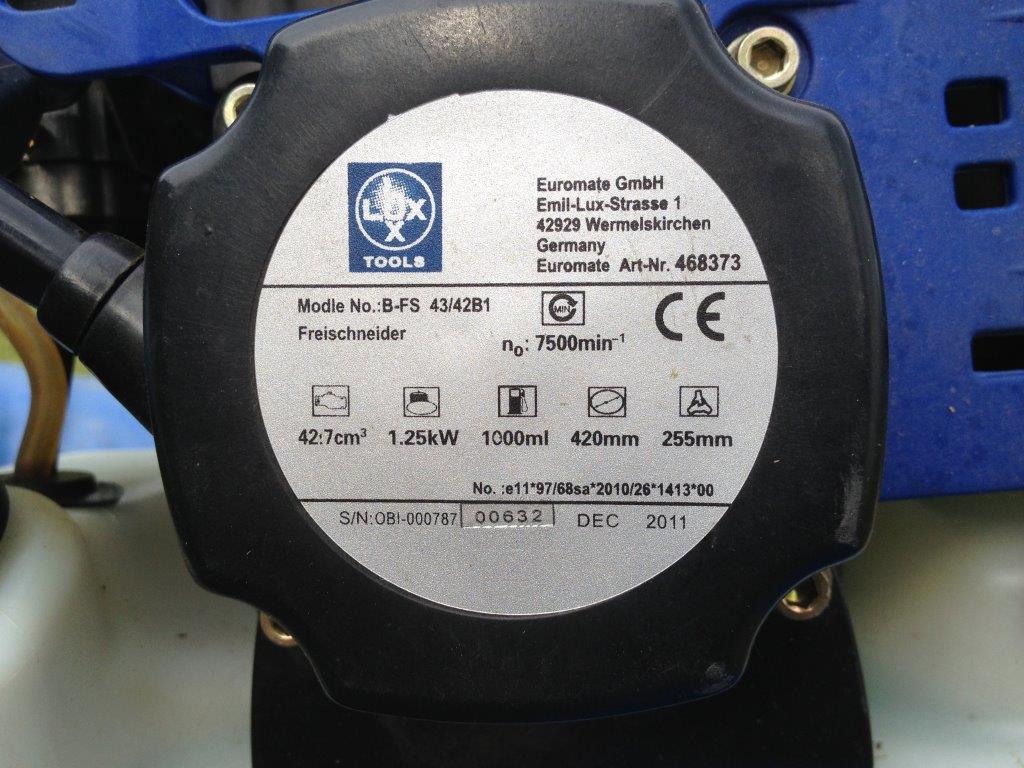 LUX
X
TOOLS
Euromate GmbH
Emil-Lux-Strasse 1
42929 Wermelskirchen
Germany
Euromate Art-Nr. 468373
Modle No.:B-FS 43/42B1
Freischneider
MIN
n₀: 7500min⁻¹
CE
42:7cm³ 1.25kW 1000ml 420mm 255mm
No. :e11*97/68sa*2010/26*1413*00
S/N:OBI-000787 00632 DEC 2011